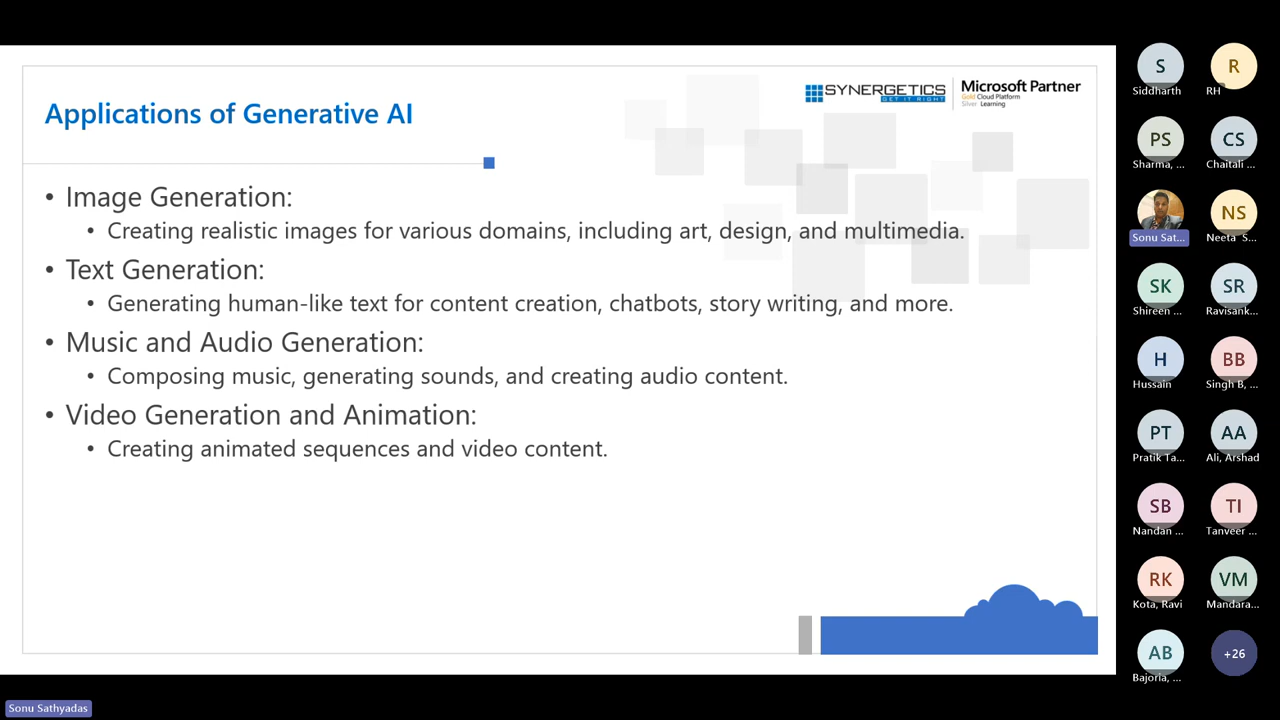 SYNERGETICS
GET IT RIGHT
Microsoft Partner
Gold Cloud Platform
Silver Learning
Applications of Generative AI
• Image Generation:
• Creating realistic images for various domains, including art, design, and multimedia.
• Text Generation:
• Generating human-like text for content creation, chatbots, story writing, and more.
• Music and Audio Generation:
• Composing music, generating sounds, and creating audio content.
• Video Generation and Animation:
• Creating animated sequences and video content.
S
Siddharth
R
RH
PS
Sharma, ...
CS
Chaitali ...
Sonu Sat...
NS
Neeta S...
SK
Shireen ...
SR
Ravisank...
H
Hussain
BB
Singh B, ...
PT
Pratik Ta...
AA
Ali, Arshad
SB
Nandan ...
TI
Tanveer ...
RK
Kota, Ravi
VM
Mandara...
AB
Bajoria, ...
+26
Sonu Sathyadas